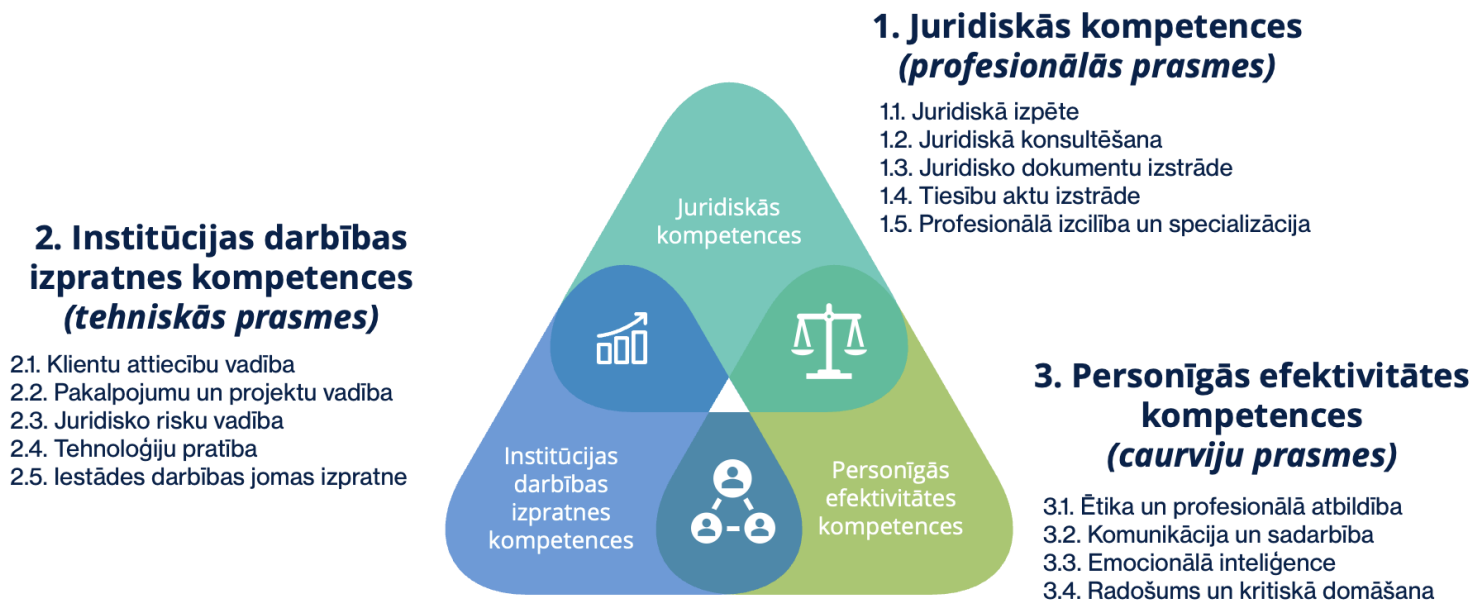 1. Juridiskās kompetences
(profesionālās prasmes)
1.1. Juridiskā izpēte
1.2. Juridiskā konsultēšana
1.3. Juridisko dokumentu izstrāde
1.4. Tiesību aktu izstrāde
1.5. Profesionālā izcilība un specializācija
2. Institūcijas darbības
izpratnes kompetences
(tehniskās prasmes)
2.1. Klientu attiecību vadība
2.2. Pakalpojumu un projektu vadība
2.3. Juridisko risku vadība
2.4. Tehnoloģiju pratība
2.5. Iestādes darbības jomas izpratne
Juridiskās
kompetences
Institūcijas
darbības
izpratnes
kompetences
Personīgās
efektivitātes
kompetences
3. Personīgās efektivitātes
kompetences
(caurviju prasmes)
3.1. Ētika un profesionālā atbildība
3.2. Komunikācija un sadarbība
3.3. Emocionālā inteliģence
3.4. Radošums un kritiskā domāšana